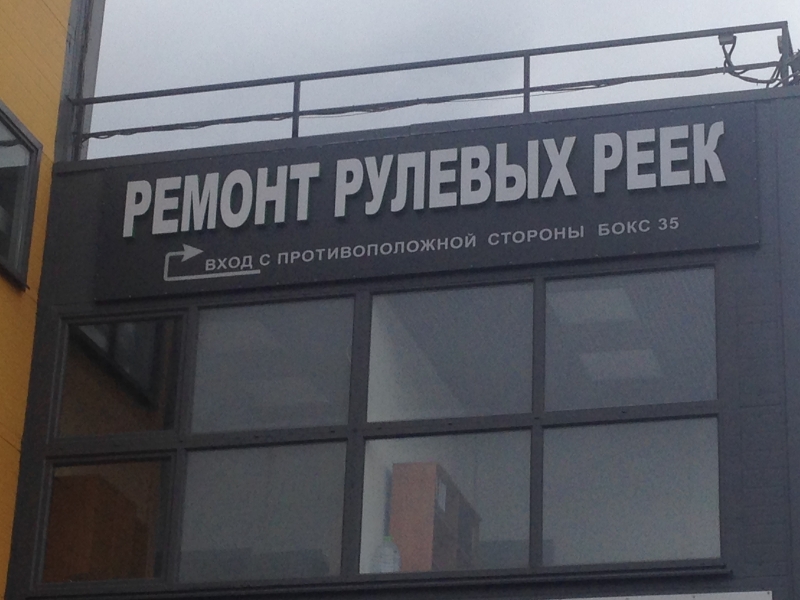 РЕМОНТ РУЛЕВЫХ РЕЕК
ВХОД С ПРОТИВОПОЛОЖНОЙ СТОРОНЫ БОКС 35